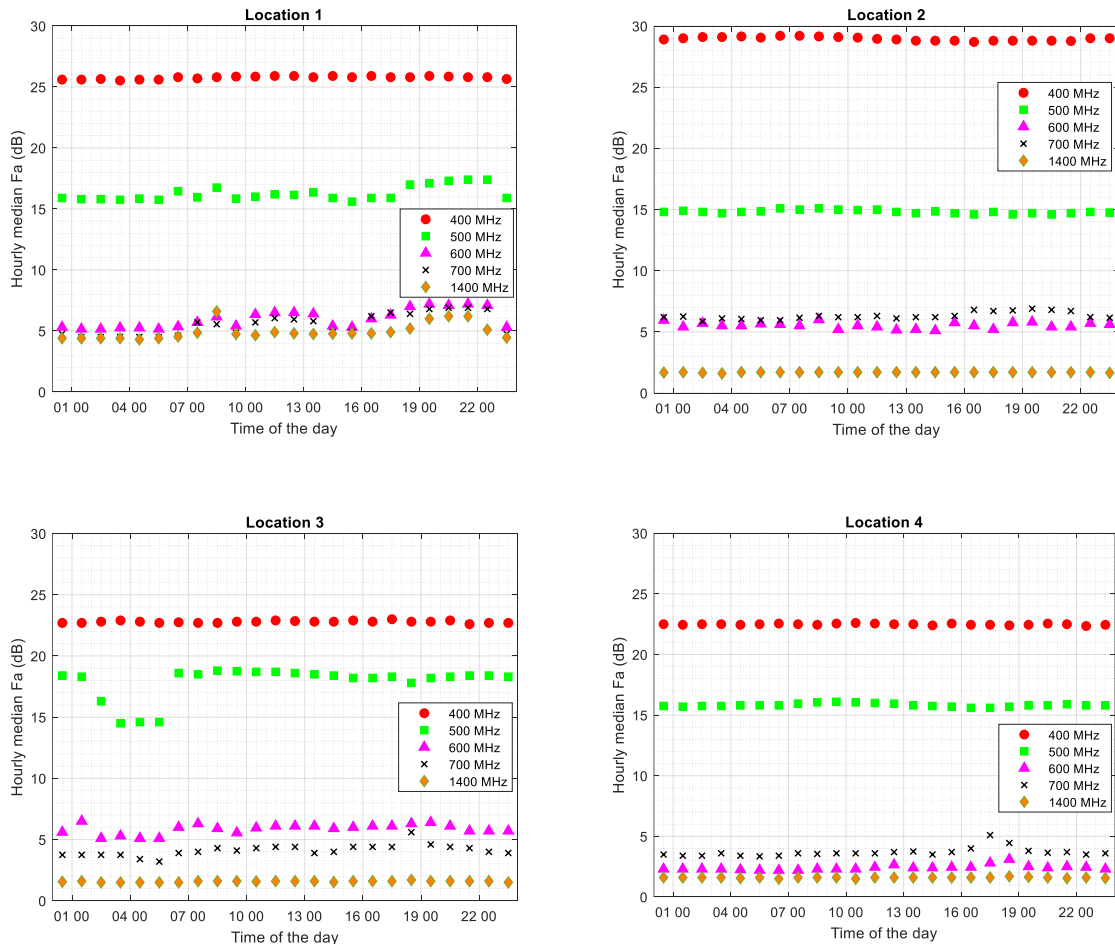 Location 1
Hourly median Fa (dB)
30
25
20
15
10
5
0
400 MHz
500 MHz
600 MHz
700 MHz
1400 MHz
01 00 04 00 07 00 10 00 13 00 16 00 19 00 22 00
Time of the day
Location 2
Hourly median Fa (dB)
30
25
20
15
10
5
0
400 MHz
500 MHz
600 MHz
700 MHz
1400 MHz
01 00 04 00 07 00 10 00 13 00 16 00 19 00 22 00
Time of the day
Location 3
Hourly median Fa (dB)
30
25
20
15
10
5
0
400 MHz
500 MHz
600 MHz
700 MHz
1400 MHz
01 00 04 00 07 00 10 00 13 00 16 00 19 00 22 00
Time of the day
Location 4
Hourly median Fa (dB)
30
25
20
15
10
5
0
400 MHz
500 MHz
600 MHz
700 MHz
1400 MHz
01 00 04 00 07 00 10 00 13 00 16 00 19 00 22 00
Time of the day